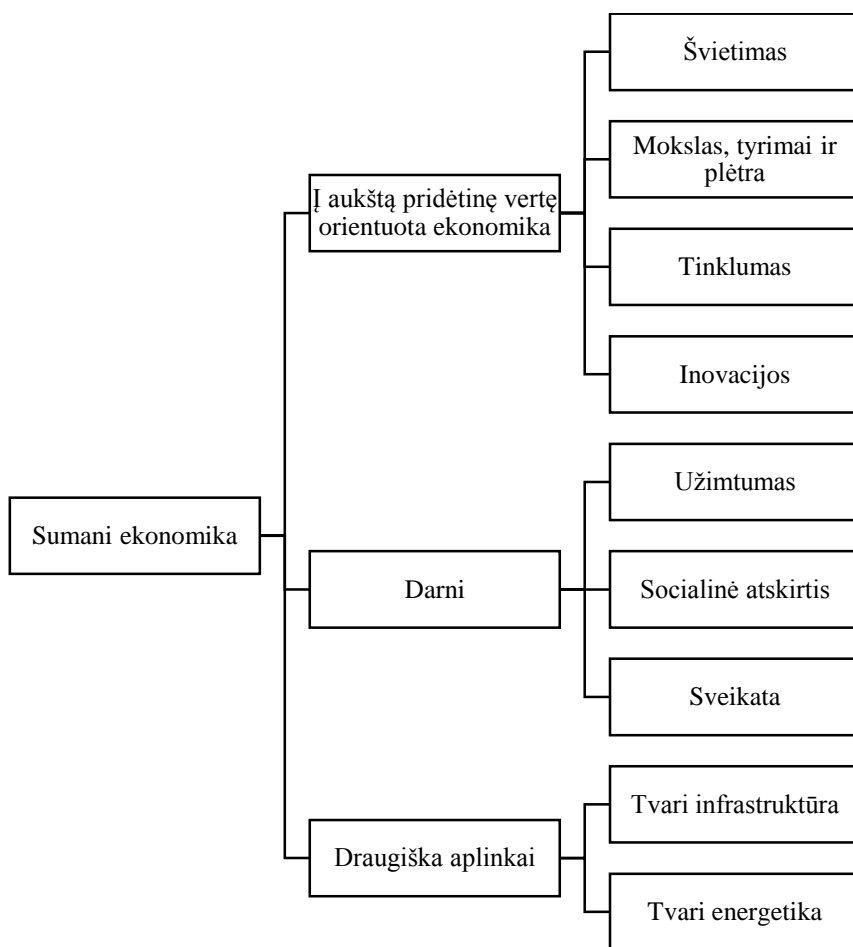 Švietimas
Mokslas, tyrimai ir
plėtra
Į aukštą pridėtinę vertę
orientuota ekonomika
Tinklumas
Inovacijos
Užimtumas
Sumani ekonomika
Darni
Socialinė atskirtis
Sveikata
Tvari infrastruktūra
Draugiška aplinkai
Tvari energetika